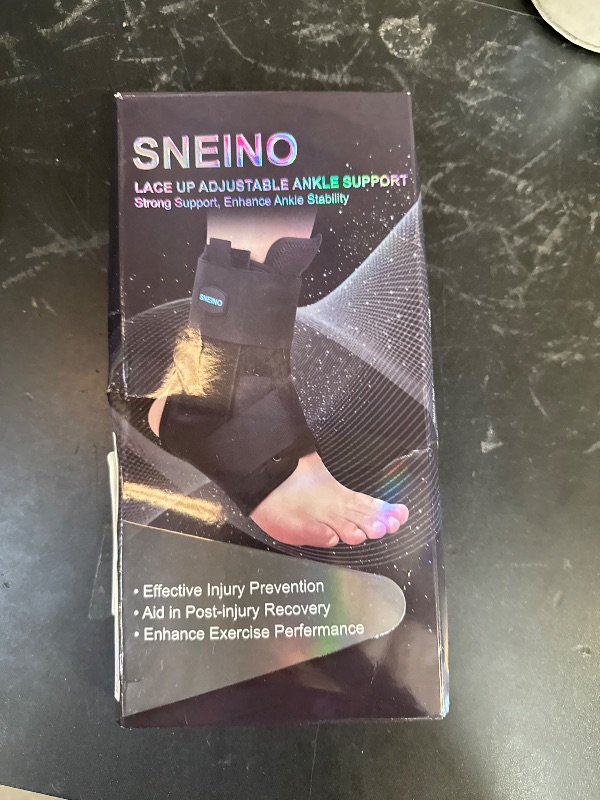 SNEINO
LACE UP ADJUSTABLE ANKLE SUPPORT
Strong Support, Enhance Ankle Stability
SNEINO
• Effective Injury Prevention
• Aid in Post-injury Recovery
• Enhance Exercise Perfermance